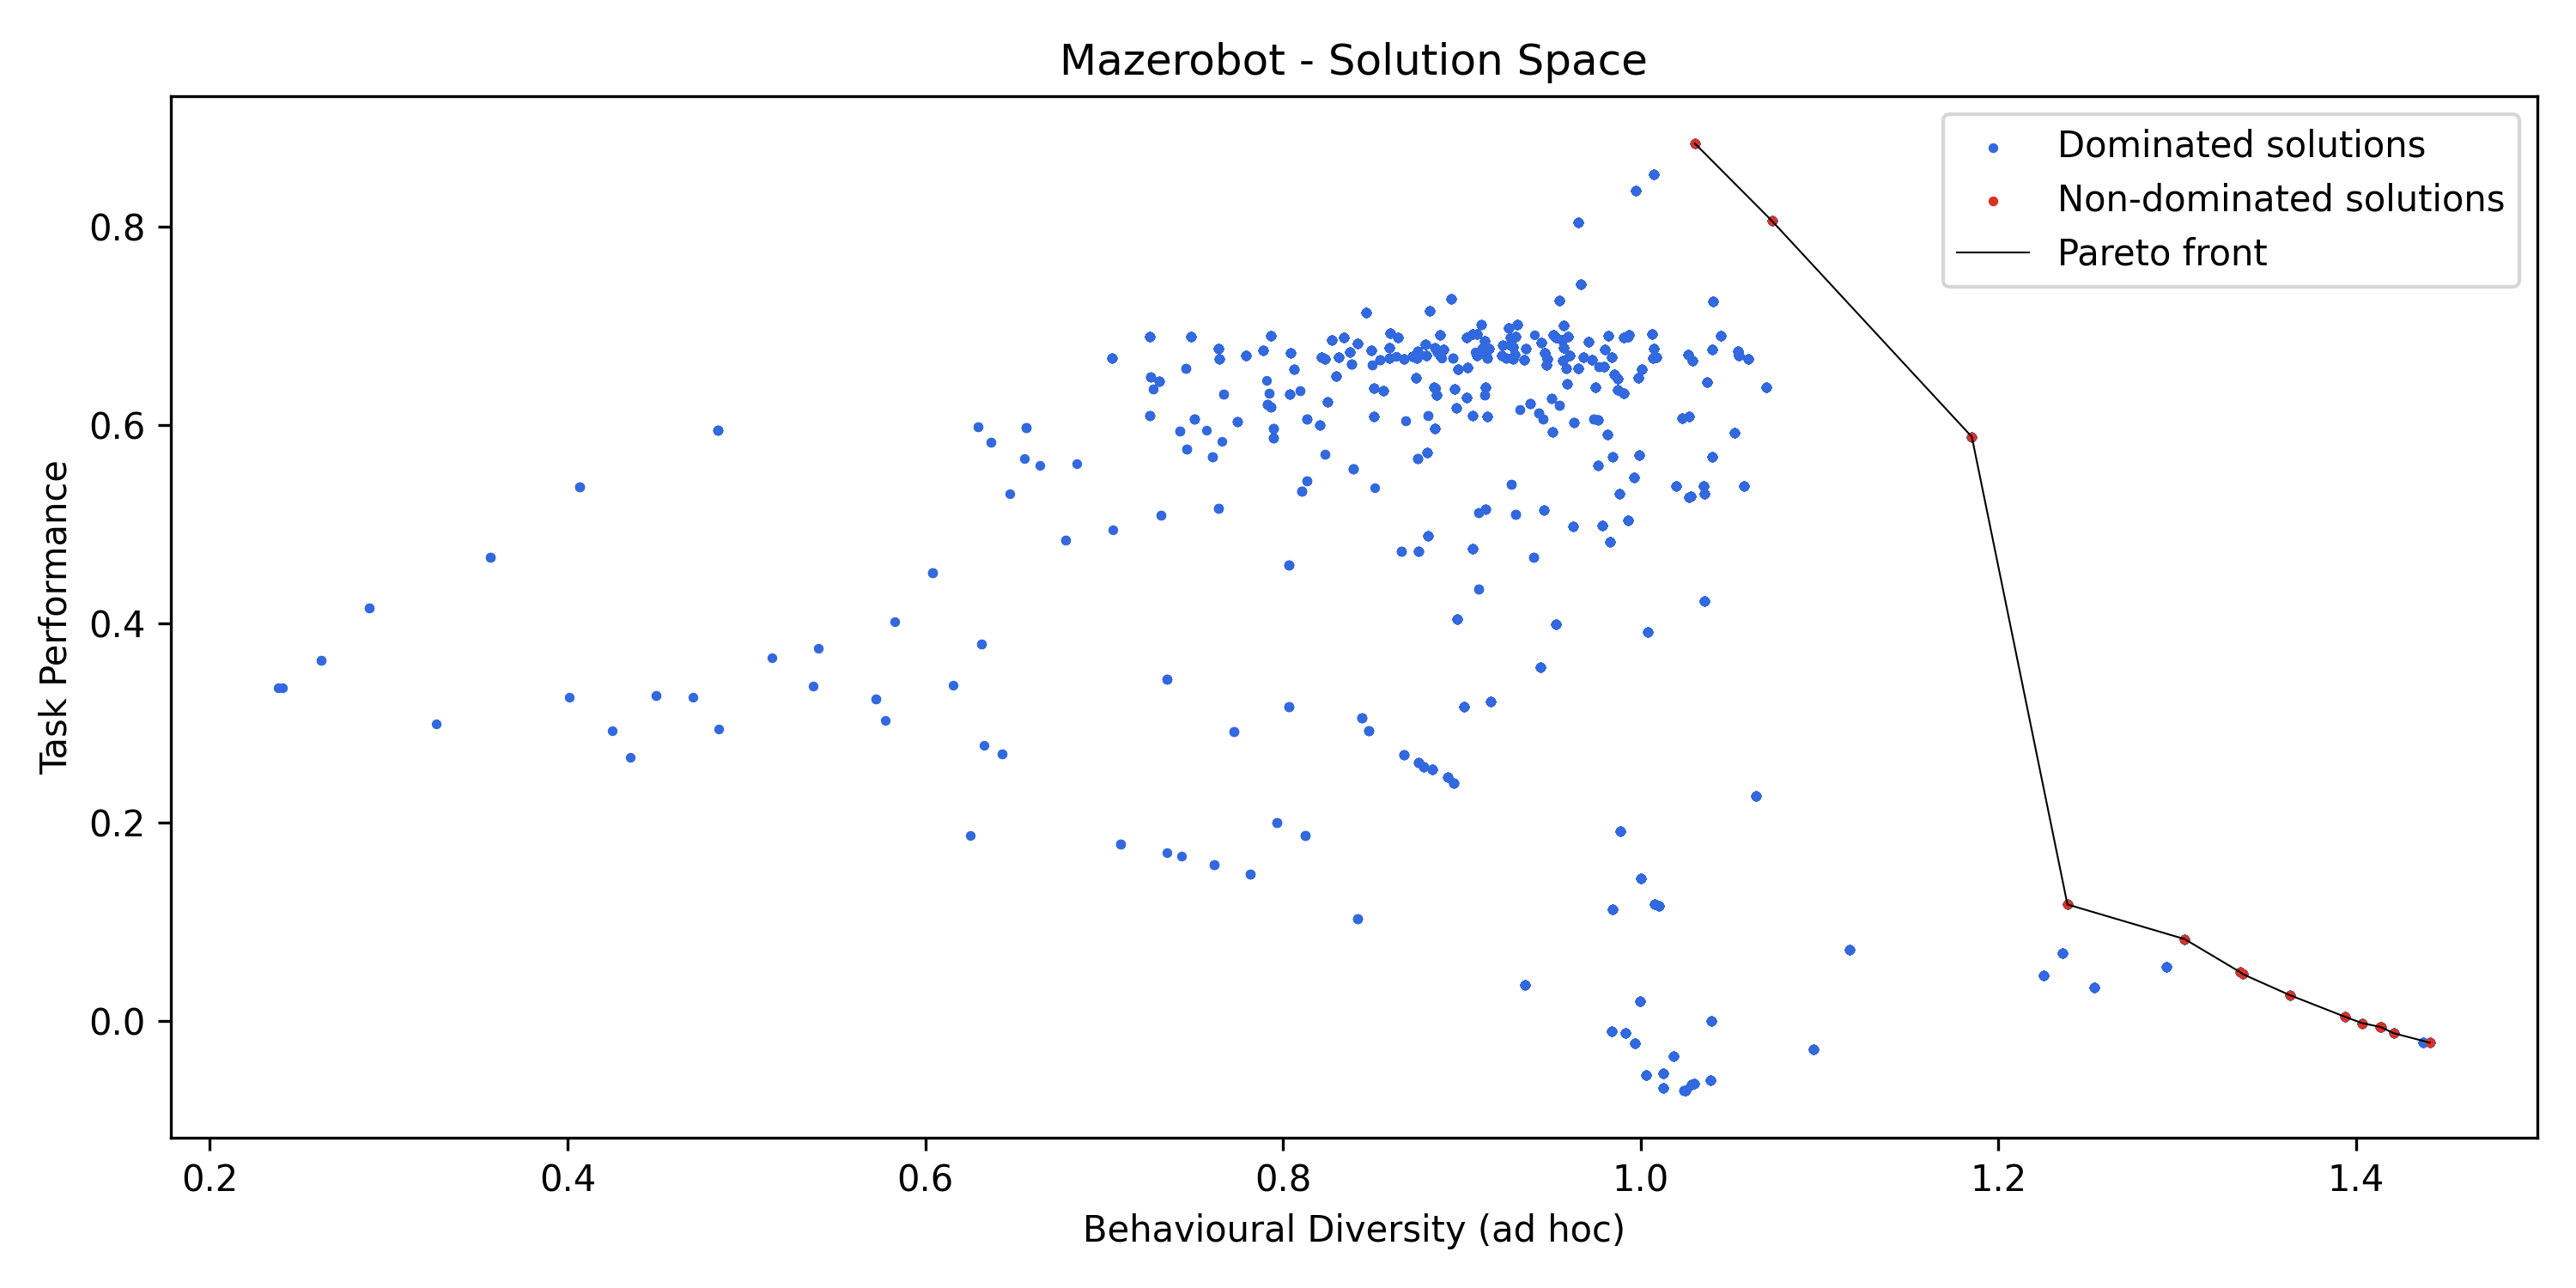 Mazerobot - Solution Space
Dominated solutions
Non-dominated solutions
Pareto front
Task Performance
0.8
0.6
0.4
0.2
0.0
0.2 0.4 0.6 0.8 1.0 1.2 1.4
Behavioural Diversity (ad hoc)